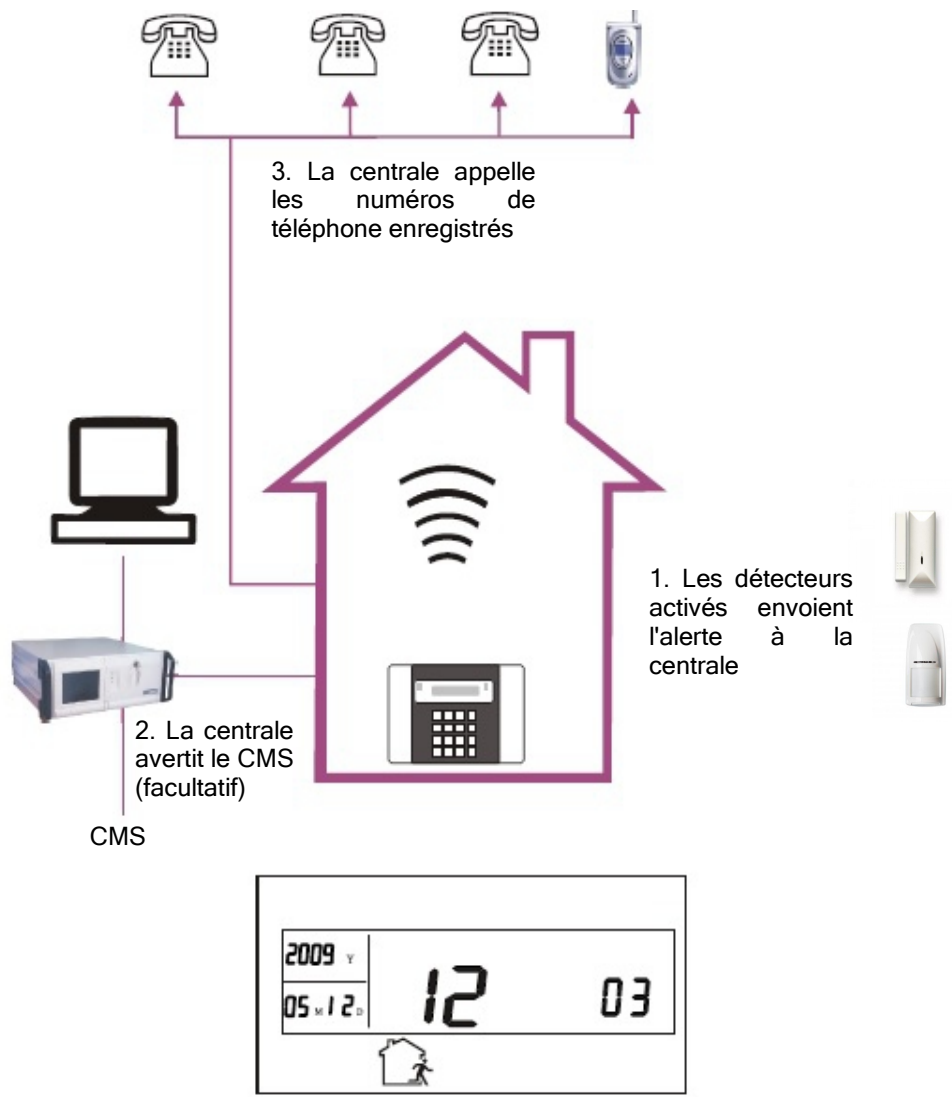 3. La centrale appelle
les numéros de
téléphone enregistrés
1. Les détecteurs
activés envoient
l'alerte à la
centrale
2. La centrale
avertit le CMS
(facultatif)
CMS
2009 Y
05 M 12 D
12 03